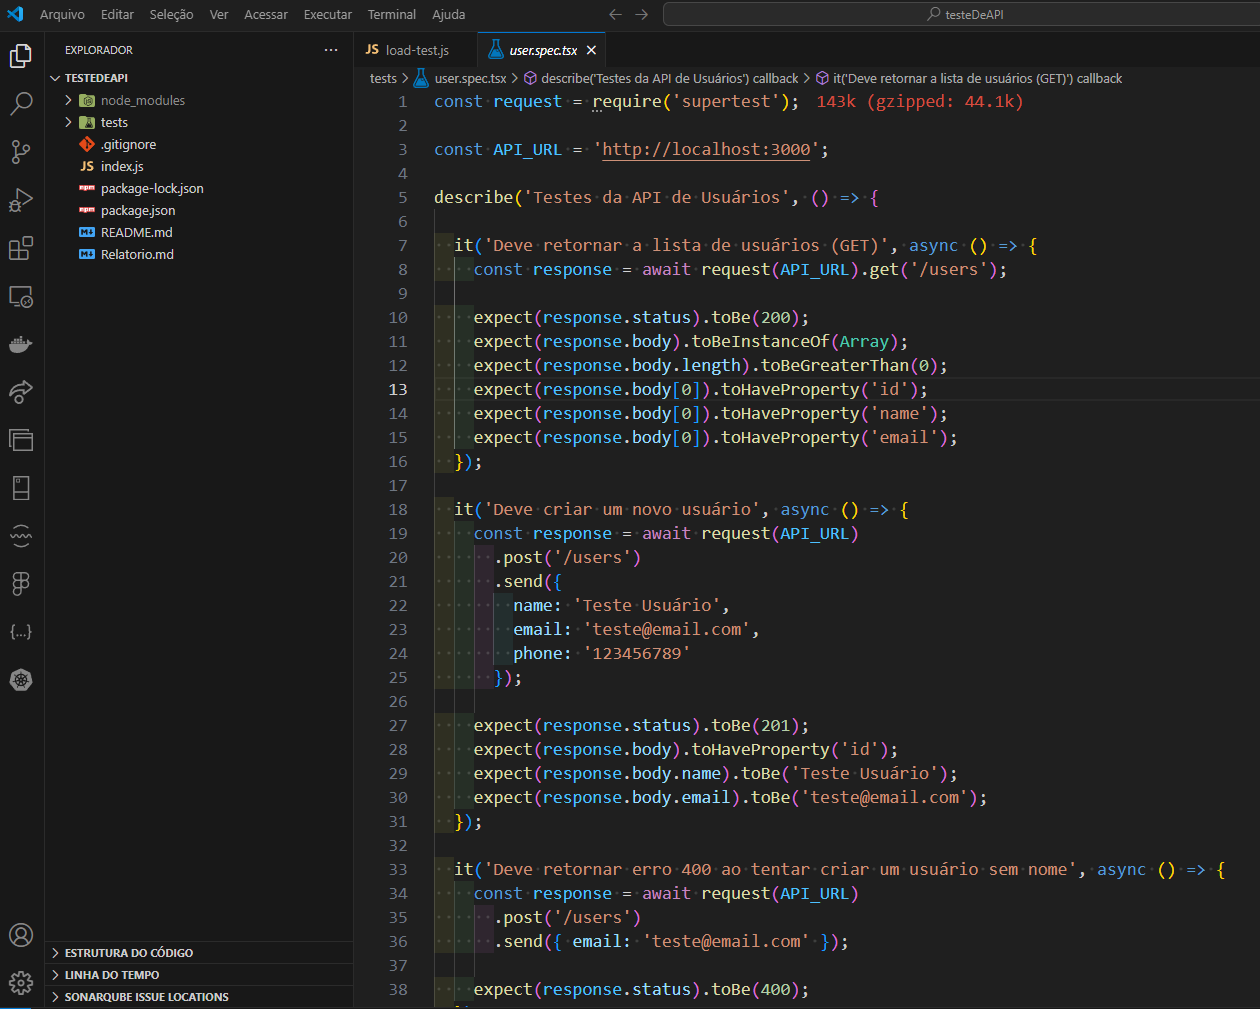 Arquivo Editar Seleção Ver Acessar Executar Terminal Ajuda
testeDeAPI
EXPLORADOR
TESTEDEAPI
node_modules
tests
.gitignore
JS index.js
npm package-lock.json
npm package.json
README.md
Relatorio.md
ESTRUTURA DO CÓDIGO
LINHA DO TEMPO
SONARQUBE ISSUE LOCATIONS
JS load-test.js
user.spec.tsx
tests > user.spec.tsx > describe('Testes da API de Usuários') callback > it('Deve retornar a lista de usuários (GET)') callback
1 const request = require('supertest'); 143k (gzipped: 44.1k)
2
3 const API_URL = 'http://localhost:3000';
4
5 describe('Testes da API de Usuários', () => {
6
7 it('Deve retornar a lista de usuários (GET)', async () => {
8 const response = await request(API_URL).get('/users');
9
10 expect(response.status).toBe(200);
11 expect(response.body).toBeInstanceOf(Array);
12 expect(response.body.length).toBeGreaterThan(0);
13 expect(response.body[0]).toHaveProperty('id');
14 expect(response.body[0]).toHaveProperty('name');
15 expect(response.body[0]).toHaveProperty('email');
16 });
17
18 it('Deve criar um novo usuário', async () => {
19 const response = await request(API_URL)
20 .post('/users')
21 .send({
22 name: 'Teste Usuário',
23 email: 'teste@email.com',
24 phone: '123456789'
25 });
26
27 expect(response.status).toBe(201);
28 expect(response.body).toHaveProperty('id');
29 expect(response.body.name).toBe('Teste Usuário');
30 expect(response.body.email).toBe('teste@email.com');
31 });
32
33 it('Deve retornar erro 400 ao tentar criar um usuário sem nome', async () => {
34 const response = await request(API_URL)
35 .post('/users')
36 .send({ email: 'teste@email.com' });
37
38 expect(response.status).toBe(400);